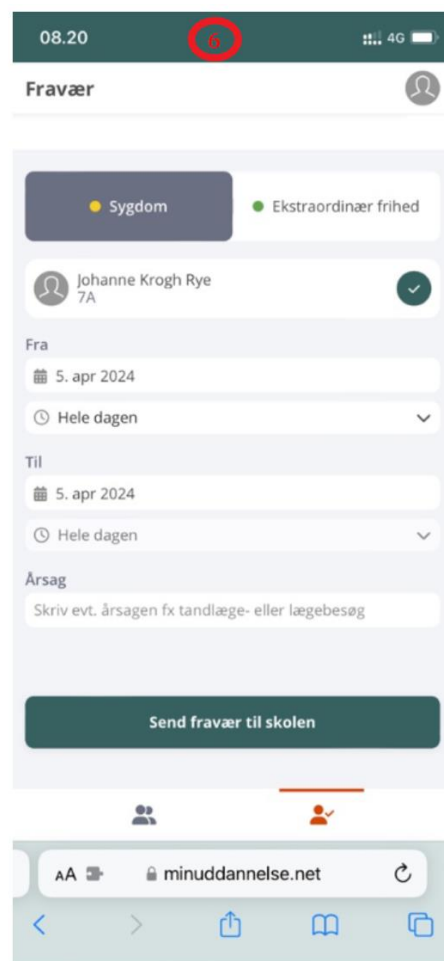 08.20
6
4G
Fravær
Sygdom
Ekstraordinær frihed
Johanne Krogh Rye
7A
Fra
5. apr 2024
Hele dagen
Til
5. apr 2024
Hele dagen
Årsag
Skriv evt. årsagen fx tandlæge- eller lægebesøg
Send fravær til skolen
AA
minuddannelse.net